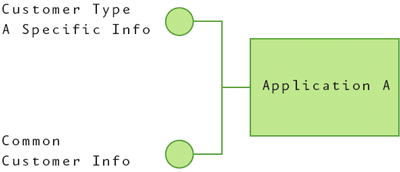 Customer Type
A Specific Info
Application A
Common
Customer Info